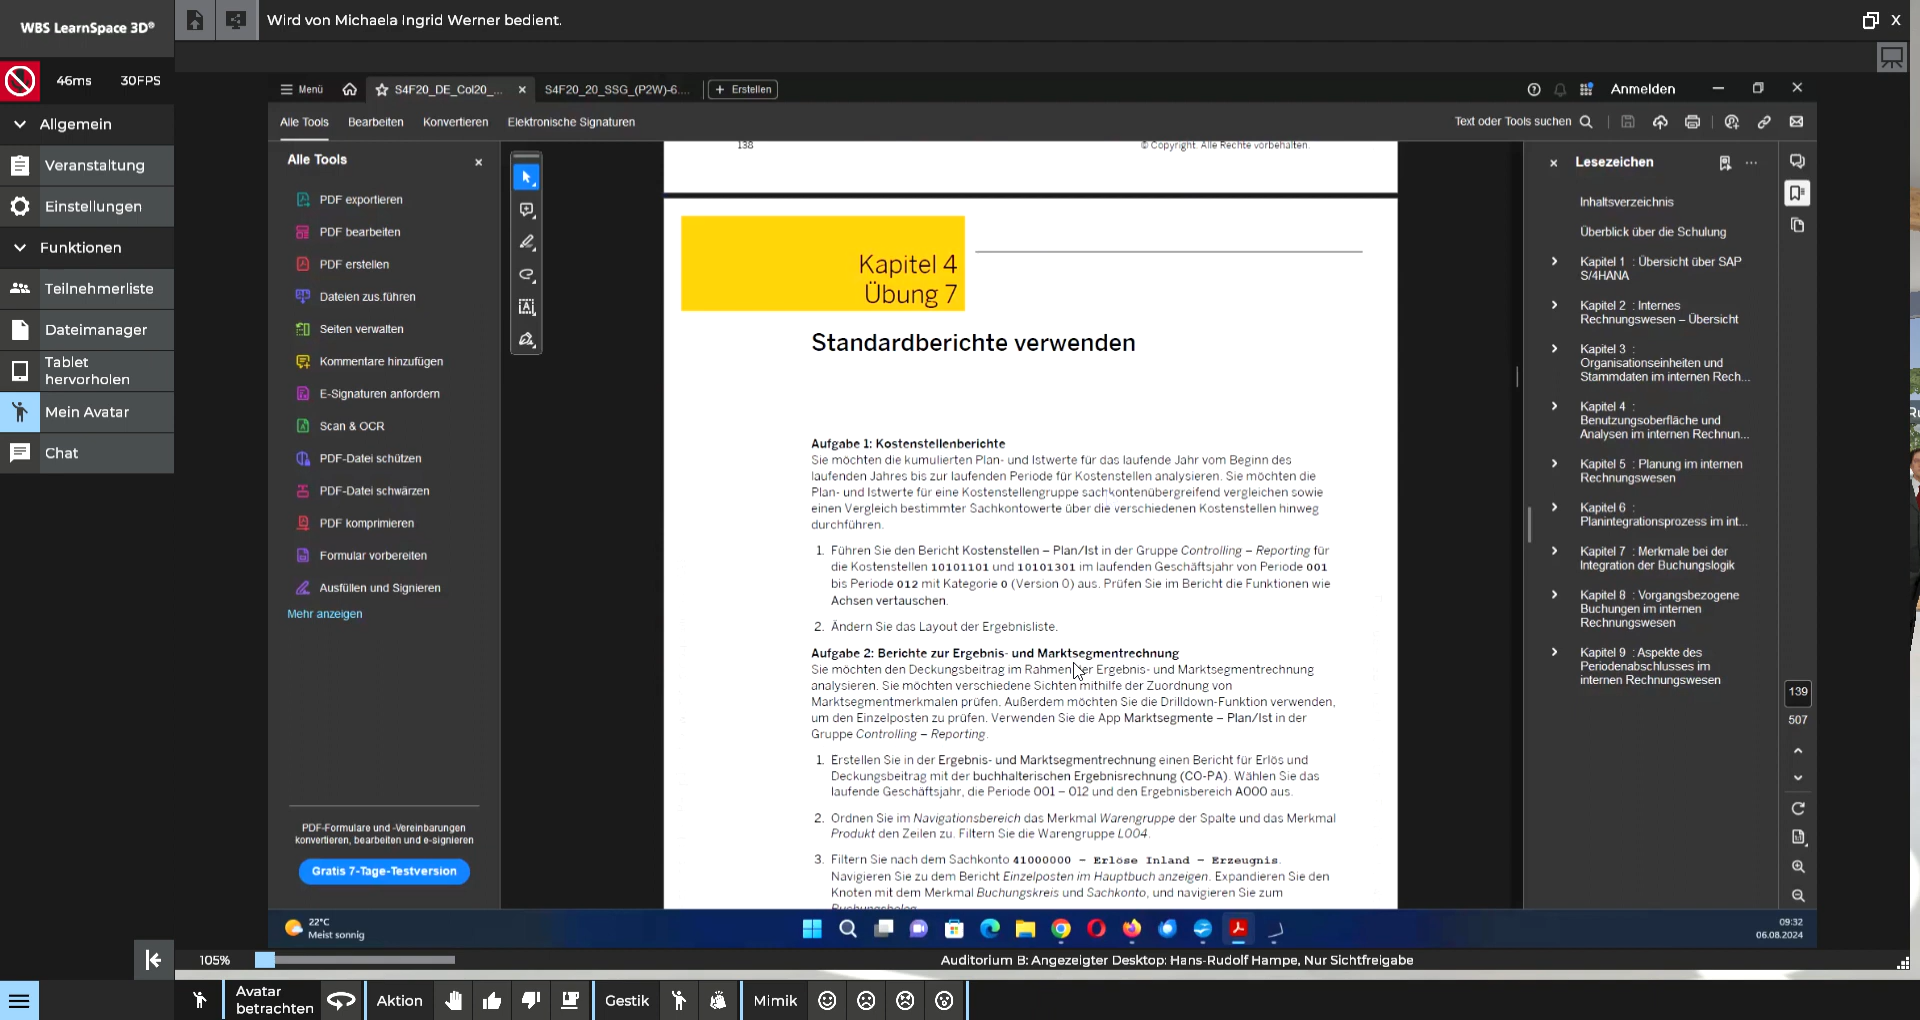 WBS LearnSpace 3D®
Wird von Michaela Ingrid Werner bedient.
X
46ms
30FPS
Allgemein
Veranstaltung
Einstellungen
Funktionen
Teilnehmerliste
Dateimanager
Tablet
hervorholen
Mein Avatar
Chat
Menü
S4F20_DE_Col20_...
S4F20_20_SSG_(P2W)-6....
Erstellen
Anmelden
Alle Tools
Bearbeiten
Konvertieren
Elektronische Signaturen
Text oder Tools suchen
Alle Tools
PDF exportieren
PDF bearbeiten
PDF erstellen
Dateien zus.führen
Seiten verwalten
Kommentare hinzufügen
E-Signaturen anfordern
Scan & OCR
PDF-Datei schützen
PDF-Datei schwärzen
PDF komprimieren
Formular vorbereiten
Ausfüllen und Signieren
Mehr anzeigen
PDF-Formulare und -Vereinbarungen
konvertieren, bearbeiten und e-signieren
Gratis 7-Tage-Testversion
138
© Copyright. Alle Rechte vorbehalten.
Kapitel 4
Übung 7
Standardberichte verwenden
Aufgabe 1: Kostenstellenberichte
Sie möchten die kumulierten Plan- und Istwerte für das laufende Jahr vom Beginn des
laufenden Jahres bis zur laufenden Periode für Kostenstellen analysieren. Sie möchten die
Plan- und Istwerte für eine Kostenstellengruppe sachkontenübergreifend vergleichen sowie
einen Vergleich bestimmter Sachkontowerte über die verschiedenen Kostenstellen hinweg
durchführen.
1. Führen Sie den Bericht Kostenstellen – Plan/Ist in der Gruppe Controlling – Reporting für
die Kostenstellen 10101101 und 10101301 im laufenden Geschäftsjahr von Periode 001
bis Periode 012 mit Kategorie 0 (Version 0) aus. Prüfen Sie im Bericht die Funktionen wie
Achsen vertauschen.
2. Ändern Sie das Layout der Ergebnisliste.
Aufgabe 2: Berichte zur Ergebnis- und Marktsegmentrechnung
Sie möchten den Deckungsbeitrag im Rahmen der Ergebnis- und Marktsegmentrechnung
analysieren. Sie möchten verschiedene Sichten mithilfe der Zuordnung von
Marktsegmentmerkmalen prüfen. Außerdem möchten Sie die Drilldown-Funktion verwenden,
um den Einzelposten zu prüfen. Verwenden Sie die App Marktsegmente – Plan/Ist in der
Gruppe Controlling – Reporting.
1. Erstellen Sie in der Ergebnis- und Marktsegmentrechnung einen Bericht für Erlös und
Deckungsbeitrag mit der buchhalterischen Ergebnisrechnung (CO-PA). Wählen Sie das
laufende Geschäftsjahr, die Periode 001 – 012 und den Ergebnisbereich A000 aus.
2. Ordnen Sie im Navigationsbereich das Merkmal Warengruppe der Spalte und das Merkmal
Produkt den Zeilen zu. Filtern Sie die Warengruppe L004.
3. Filtern Sie nach dem Sachkonto 41000000 – Erlöse Inland – Erzeugnis.
Navigieren Sie zu dem Bericht Einzelposten im Hauptbuch anzeigen. Expandieren Sie den
Knoten mit dem Merkmal Buchungskreis und Sachkonto, und navigieren Sie zum
Buchungsbeleg.
Lesezeichen
Inhaltsverzeichnis
Überblick über die Schulung
Kapitel 1 : Übersicht über SAP
S/4HANA
Kapitel 2 : Internes
Rechnungswesen – Übersicht
Kapitel 3 :
Organisationseinheiten und
Stammdaten im internen Rech...
Kapitel 4 :
Benutzungsoberfläche und
Analysen im internen Rechnun...
Kapitel 5 : Planung im internen
Rechnungswesen
Kapitel 6 :
Planintegrationsprozess im int...
Kapitel 7 : Merkmale bei der
Integration der Buchungslogik
Kapitel 8 : Vorgangsbezogene
Buchungen im internen
Rechnungswesen
Kapitel 9 : Aspekte des
Periodenabschlusses im
internen Rechnungswesen
139
507
22°C
Meist sonnig
09:32
06.08.2024
105%
Auditorium B: Angezeigter Desktop: Hans-Rudolf Hampe, Nur Sichtfreigabe
Avatar
betrachten
Aktion
Gestik
Mimik